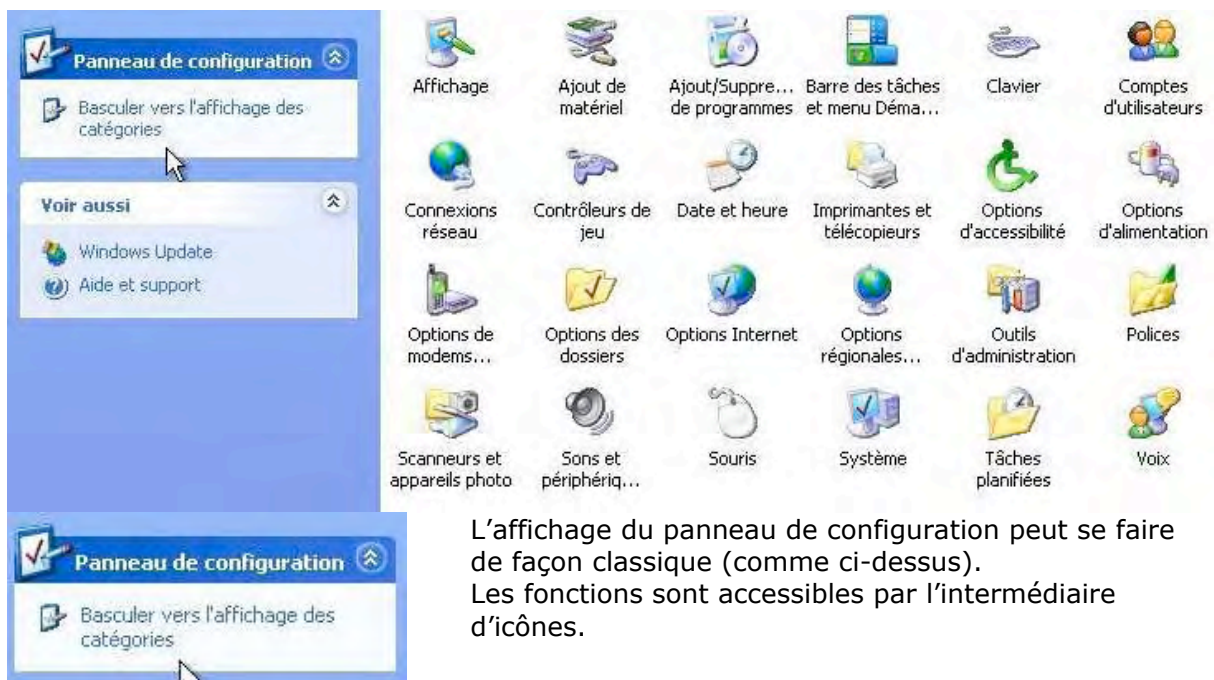 Panneau de configuration
Basculer vers l'affichage des
catégories
Voir aussi
Windows Update
Aide et support
Affichage
Ajout de
matériel
Ajout/Suppre...
de programmes
Barre des tâches
et menu Déma...
Clavier
Comptes
d'utilisateurs
Connexions
réseau
Contrôleurs de
jeu
Date et heure
Imprimantes et
télécopieurs
Options
d'accessibilité
Options
d'alimentation
Options de
modems...
Options des
dossiers
Options Internet
Options
régionales...
Outils
d'administration
Polices
Scanneurs et
appareils photo
Sons et
périphériq...
Souris
Système
Tâches
planifiées
Voix
Panneau de configuration
Basculer vers l'affichage des
catégories
L’affichage du panneau de configuration peut se faire
de façon classique (comme ci-dessus).
Les fonctions sont accessibles par l’intermédiaire
d’icônes.